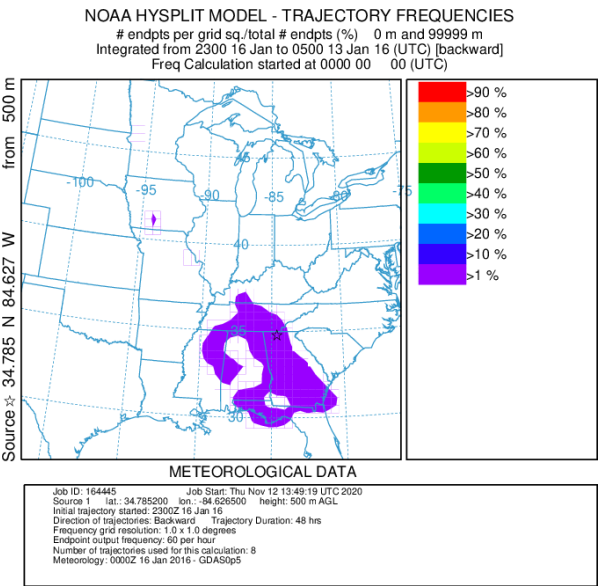 NOAA HYSPLIT MODEL - TRAJECTORY FREQUENCIES
# endpts per grid sq./total # endpts (%) 0 m and 99999 m
Integrated from 2300 16 Jan to 0500 13 Jan 16 (UTC) [backward]
Freq Calculation started at 0000 00 00 (UTC)
Source ☆ 34.785 N 84.627 W from 500 m
>90 %
>80 %
>70 %
>60 %
>50 %
>40 %
>30 %
>20 %
>10 %
>1 %
45
-100
-95
-90
-85
-80
-75
40
35
30
METEOROLOGICAL DATA
Job ID: 164445 Job Start: Thu Nov 12 13:49:19 UTC 2020
Source 1 lat.: 34.785200 lon.: -84.626500 height: 500 m AGL
Initial trajectory started: 2300Z 16 Jan 16
Direction of trajectories: Backward Trajectory Duration: 48 hrs
Frequency grid resolution: 1.0 x 1.0 degrees
Endpoint output frequency: 60 per hour
Number of trajectories used for this calculation: 8
Meteorology: 0000Z 16 Jan 2016 - GDAS0p5